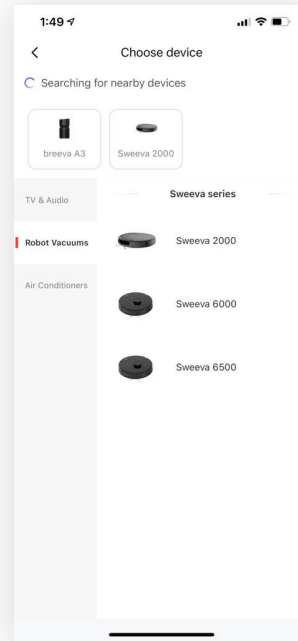 1:49
Choose device
Searching for nearby devices
breeva A3
Sweeva 2000
TV & Audio
Robot Vacuums
Air Conditioners
Sweeva series
Sweeva 2000
Sweeva 6000
Sweeva 6500